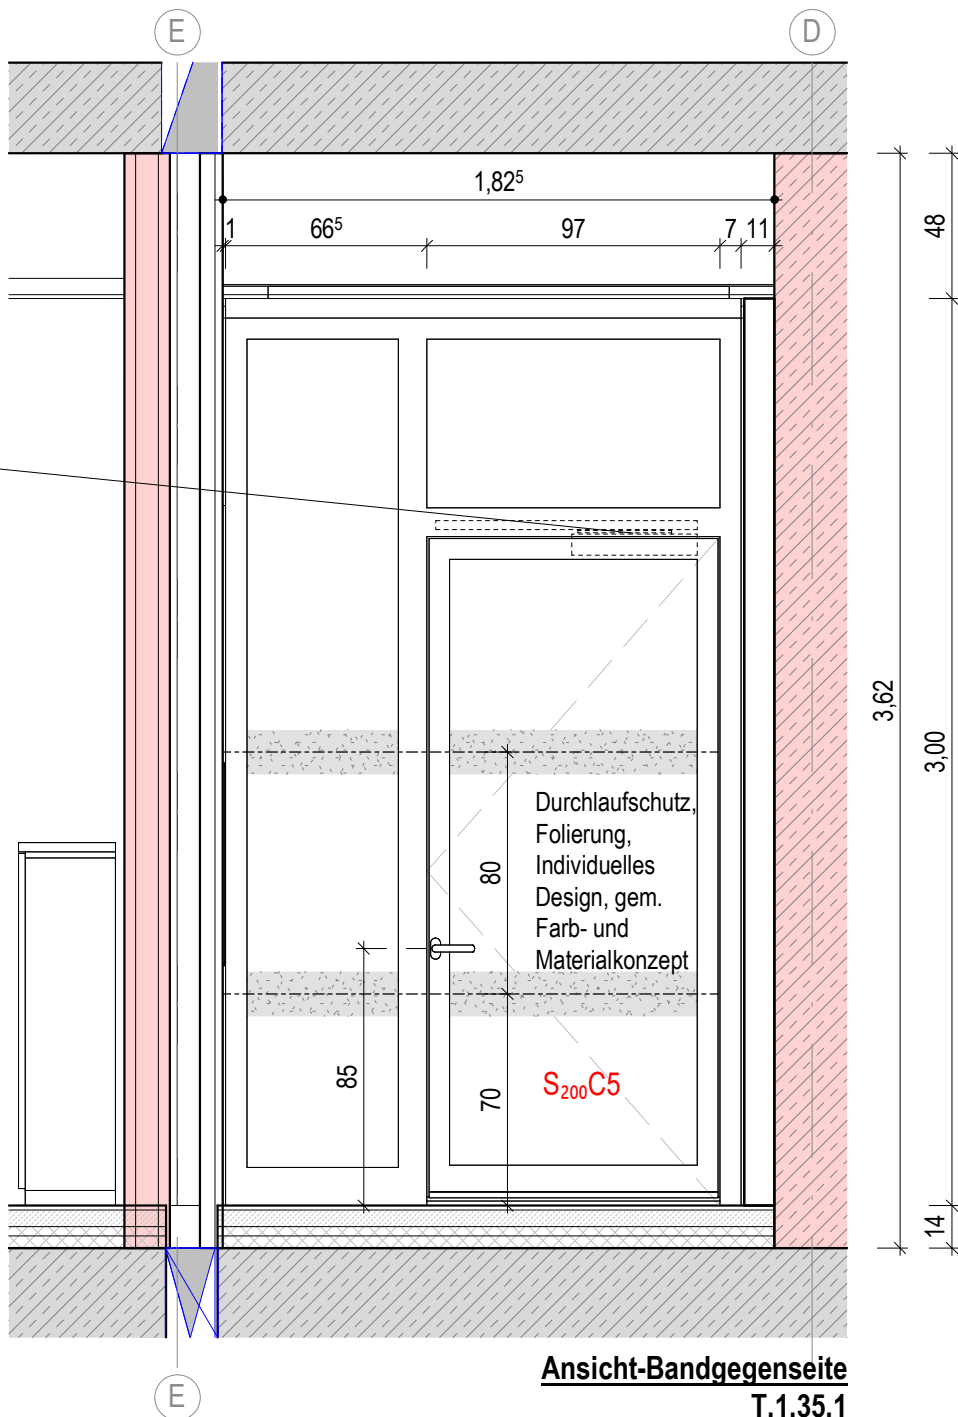 E
D
1,82⁵
1
66⁵
97
7
11
48
3,62
3,00
Durchlaufschutz,
Folierung,
Individuelles
Design, gem.
Farb- und
Materialkonzept
80
85
70
S₂₀₀C5
14
Ansicht-Bandgegenseite
T.1.35.1
E